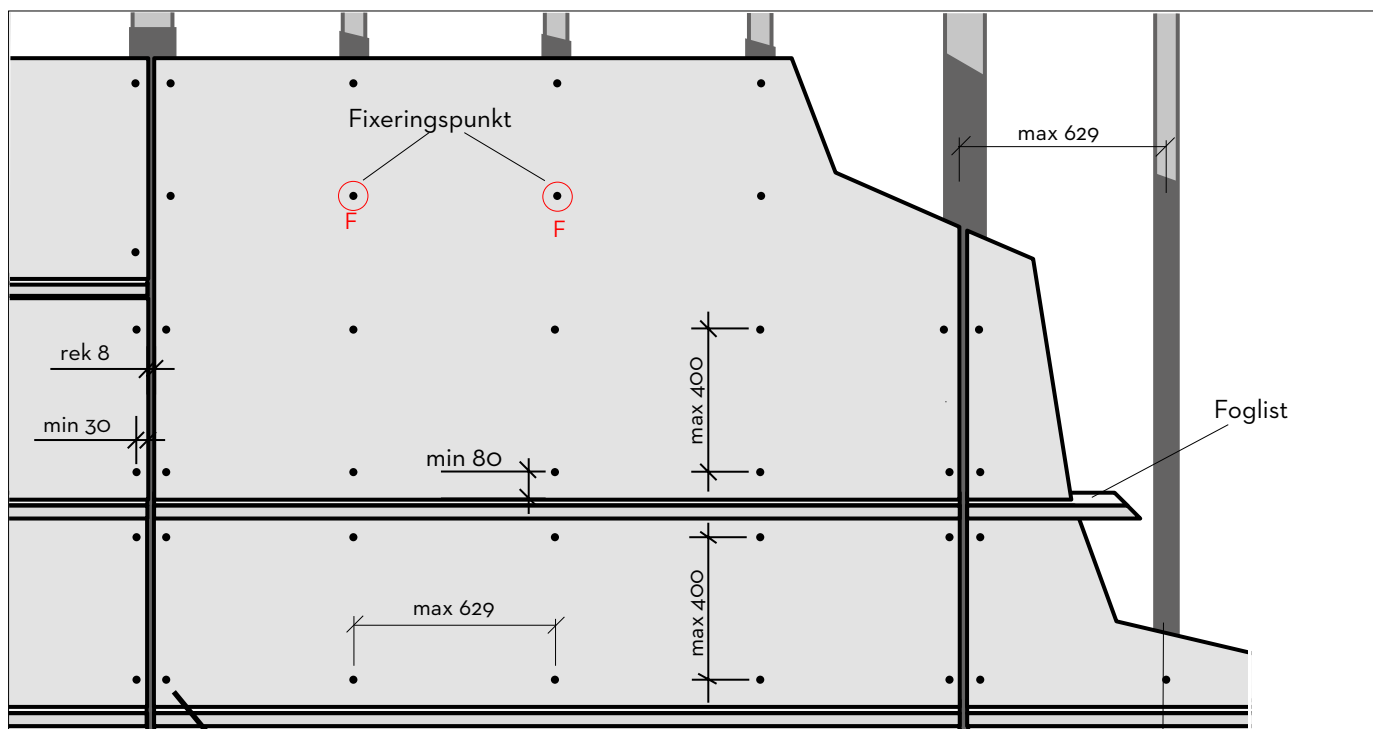 Fixeringspunkt
max 629
F
F
rek 8
max 400
Foglist
min 30
min 80
max 400
max 629